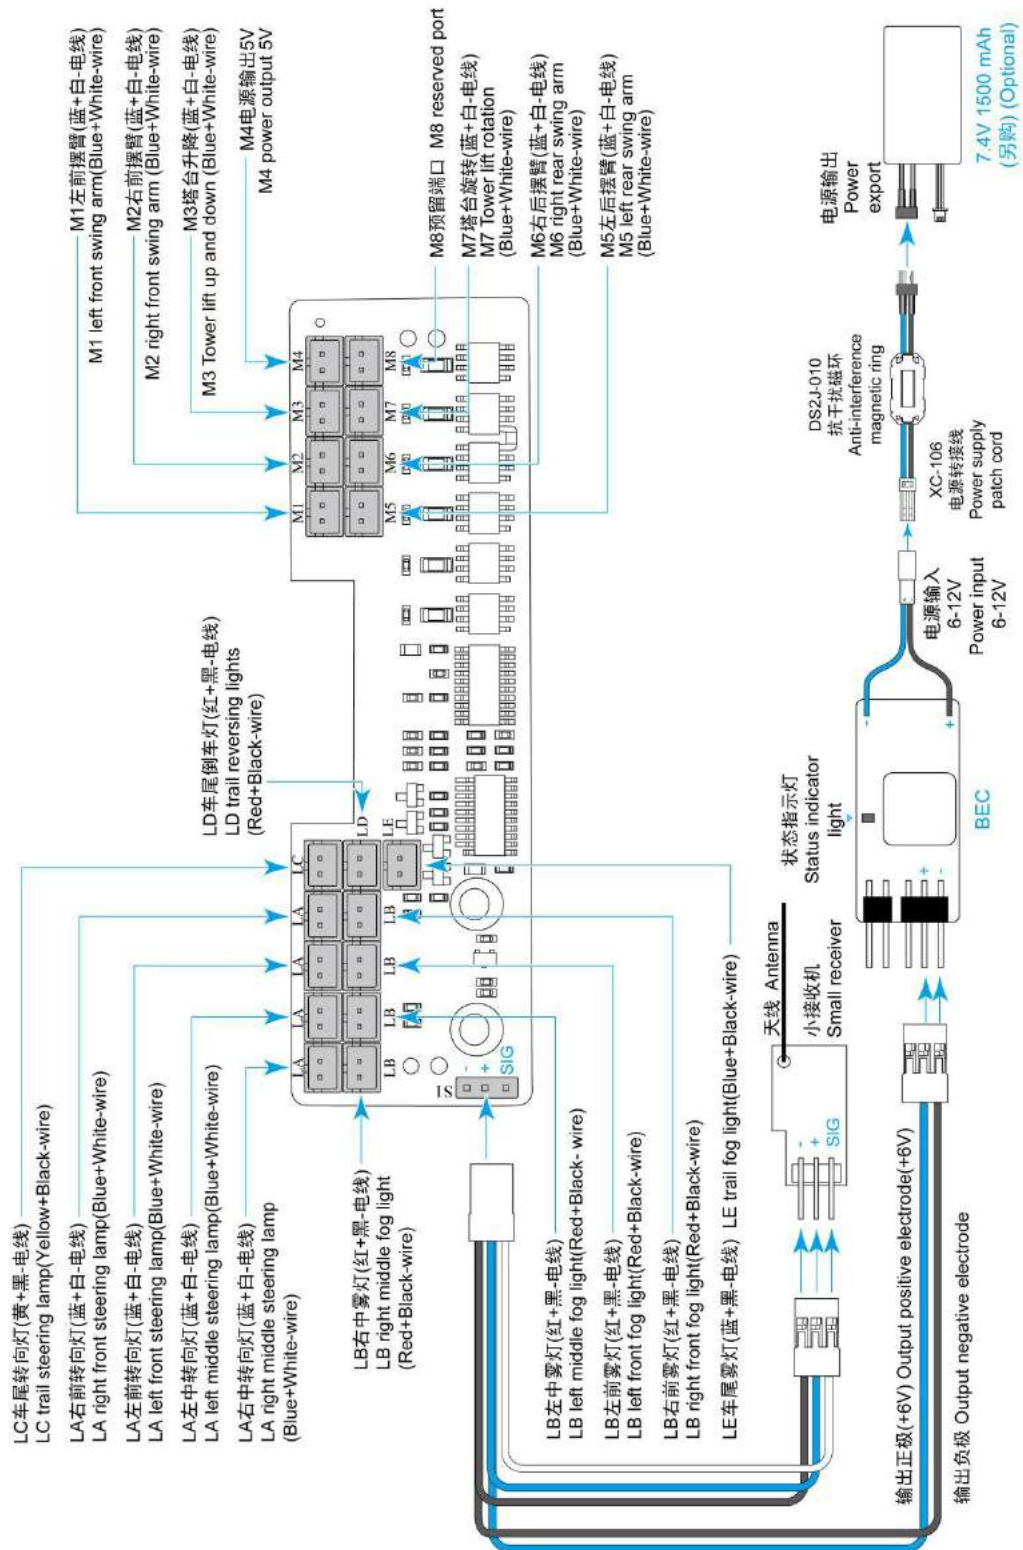 M1左前摆臂(蓝+白-电线)
M1 left front swing arm(Blue+White-wire)
M2右前摆臂(蓝+白-电线)
M2 right front swing arm (Blue+White-wire)
M3塔台升降(蓝+白-电线)
M3 Tower lift up and down (Blue+White-wire)
M4电源输出5V
M4 power output 5V
M1
M2
M3
M4
M5
M6
M7
M8
M8预留端口 M8 reserved port
M7塔台旋转(蓝+白-电线)
M7 Tower lift rotation
(Blue+White-wire)
M6右后摆臂(蓝+白-电线)
M6 right rear swing arm
(Blue+White-wire)
M5左后摆臂(蓝+白-电线)
M5 left rear swing arm
(Blue+White-wire)
LD车尾倒车灯(红+黑-电线)
LD trail reversing lights
(Red+Black-wire)
LC车尾转向灯(黄+黑-电线)
LC trail steering lamp(Yellow+Black-wire)
LA右前转向灯(蓝+白-电线)
LA right front steering lamp(Blue+White-wire)
LA左前转向灯(蓝+白-电线)
LA left front steering lamp(Blue+White-wire)
LA左中转向灯(蓝+白-电线)
LA left middle steering lamp(Blue+White-wire)
LA右中转向灯(蓝+白-电线)
LA right middle steering lamp
(Blue+White-wire)
LA
LA
LA
LA
LC
LB
LB
LB
LB
LD
LE
S1
-
+
SIG
LB右中雾灯(红+黑-电线)
LB right middle fog light
(Red+Black-wire)
LB左中雾灯(红+黑-电线)
LB left middle fog light(Red+Black- wire)
LB左前雾灯(红+黑-电线)
LB left front fog light(Red+Black-wire)
LB右前雾灯(红+黑-电线)
LB right front fog light(Red+Black-wire)
LE车尾雾灯(蓝+黑-电线) LE trail fog light(Blue+Black-wire)
天线 Antenna
小接收机
Small receiver
-
+
SIG
状态指示灯
Status indicator
light
BEC
+
-
-
+
输出正极(+6V) Output positive electrode(+6V)
输出负极 Output negative electrode
电源输入
6-12V
Power input
6-12V
XC-106
电源转接线
Power supply
patch cord
DS2J-010
抗干扰磁环
Anti-interference
magnetic ring
电源输出
Power
export
7.4V 1500 mAh
(另购) (Optional)